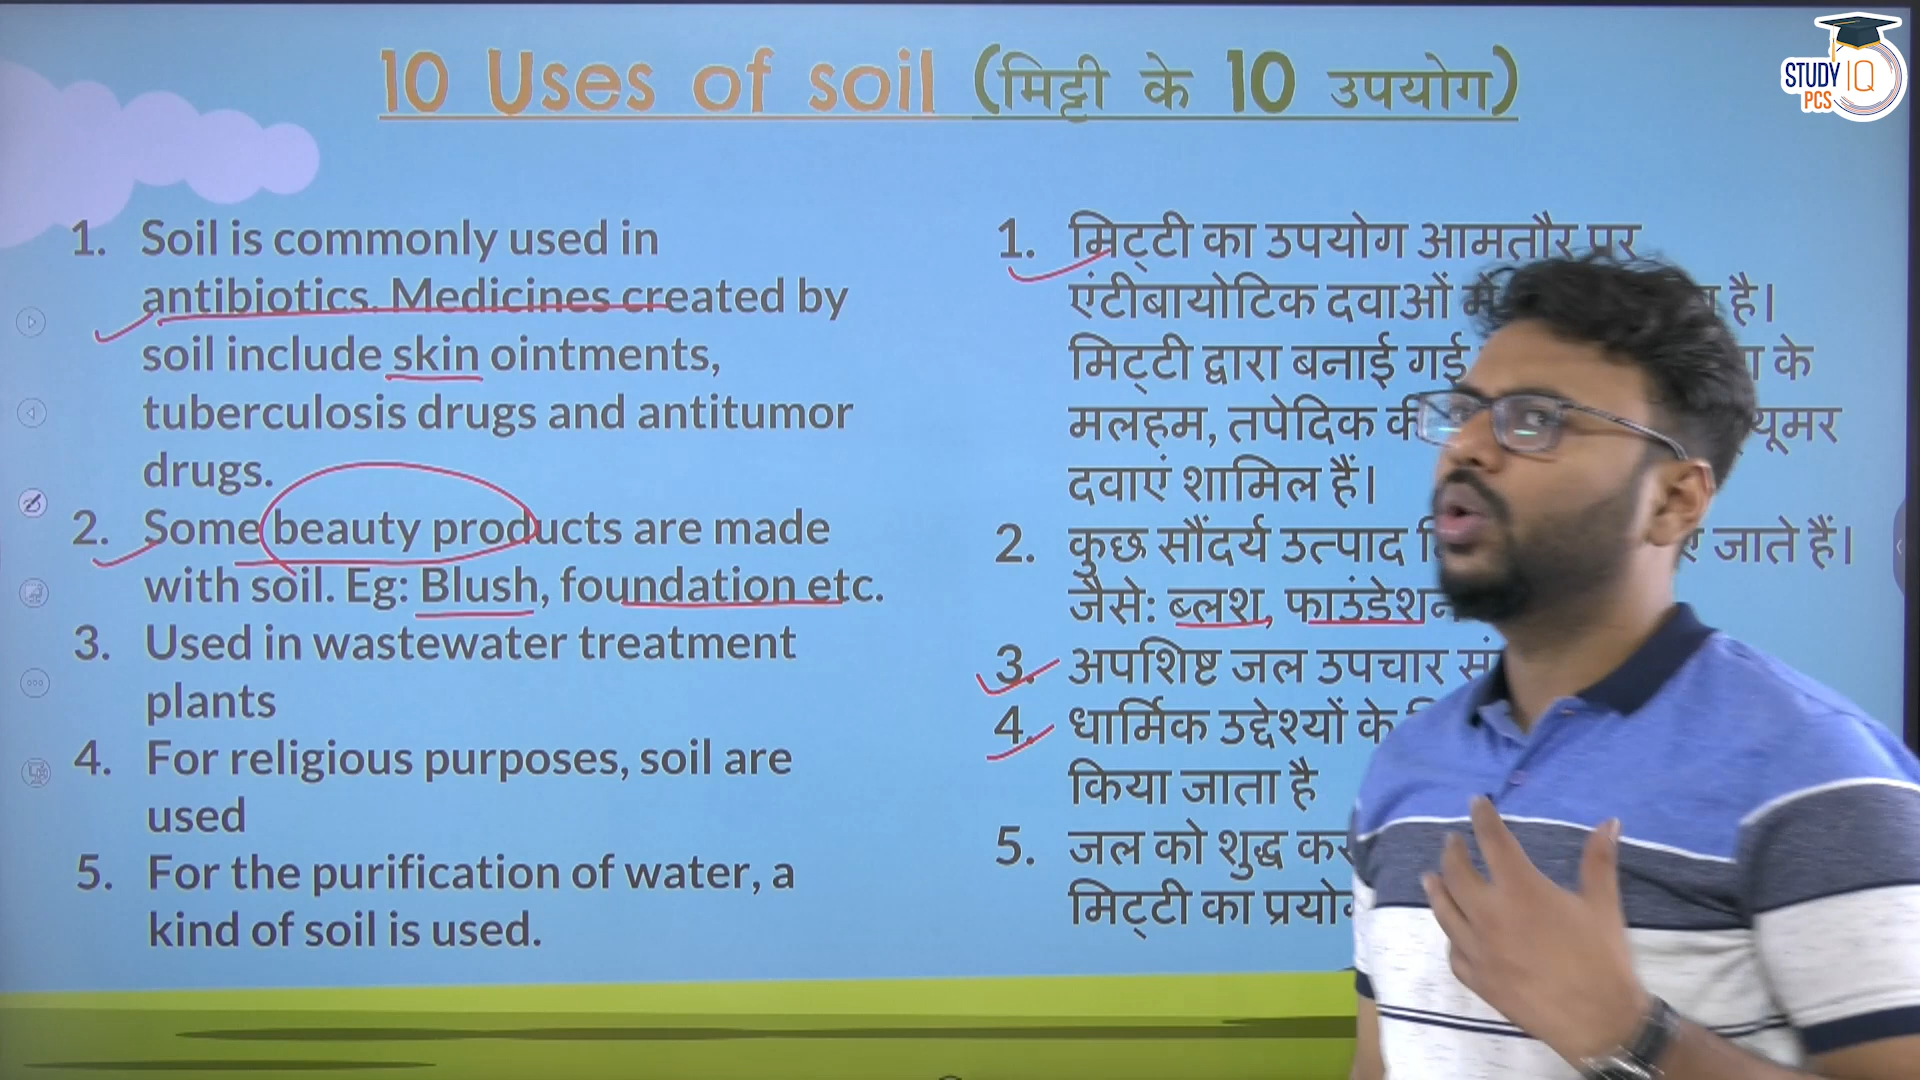 10 Uses of soil (मिट्टी के 10 उपयोग)
STUDY IQ
PCS
1. Soil is commonly used in
antibiotics. Medicines created by
soil include skin ointments,
tuberculosis drugs and antitumor
drugs.
2. Some beauty products are made
with soil. Eg: Blush, foundation etc.
3. Used in wastewater treatment
plants
4. For religious purposes, soil are
used
5. For the purification of water, a
kind of soil is used.
1. मिट्टी का उपयोग आमतौर पर
एंटीबायोटिक दवाओं में है।
मिट्टी द्वारा बनाई गई के
मलहम, तपेदिक की
दवाएं शामिल हैं।
2. कुछ सौंदर्य उत्पाद जाते हैं।
जैसे: ब्लश, फाउंडेशन
3. अपशिष्ट जल उपचार
4. धार्मिक उद्देश्यों के
किया जाता है
5. जल को शुद्ध
मिट्टी का